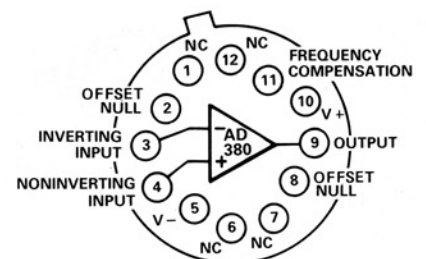 NC
NC
1
12
11
FREQUENCY
COMPENSATION
10
V+
OFFSET
NULL
2
INVERTING
INPUT
3
−
AD
380
+
9
OUTPUT
NONINVERTING
INPUT
4
8
OFFSET
NULL
V−
5
6
7
NC
NC